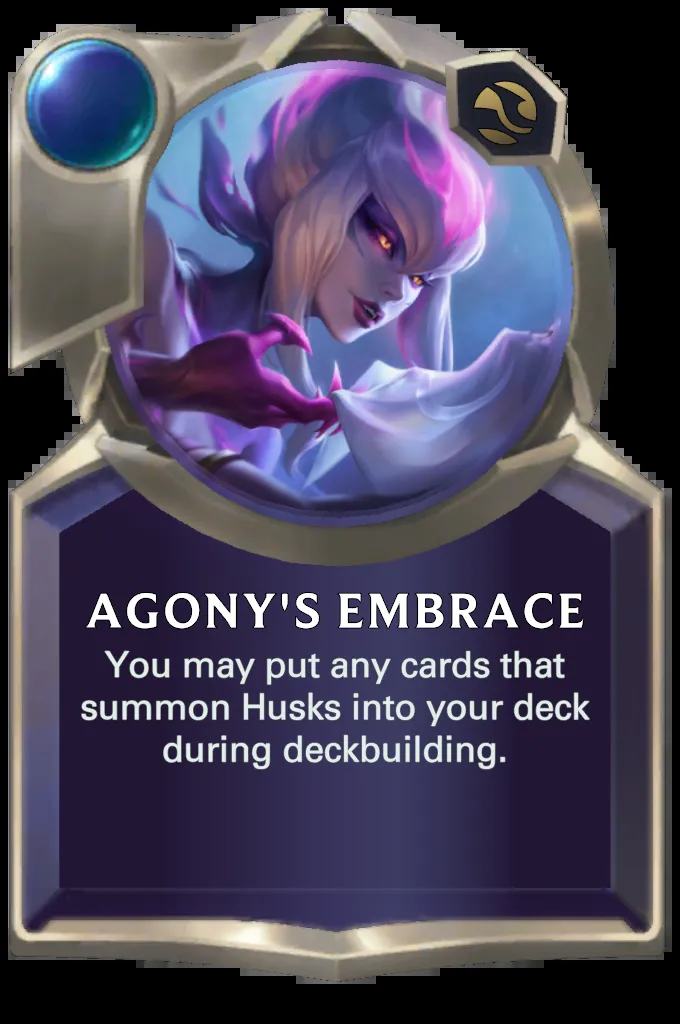 AGONY'S EMBRACE
You may put any cards that
summon Husks into your deck
during deckbuilding.